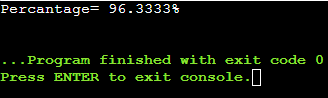 Percantage= 96.3333%
...Program finished with exit code 0
Press ENTER to exit console.